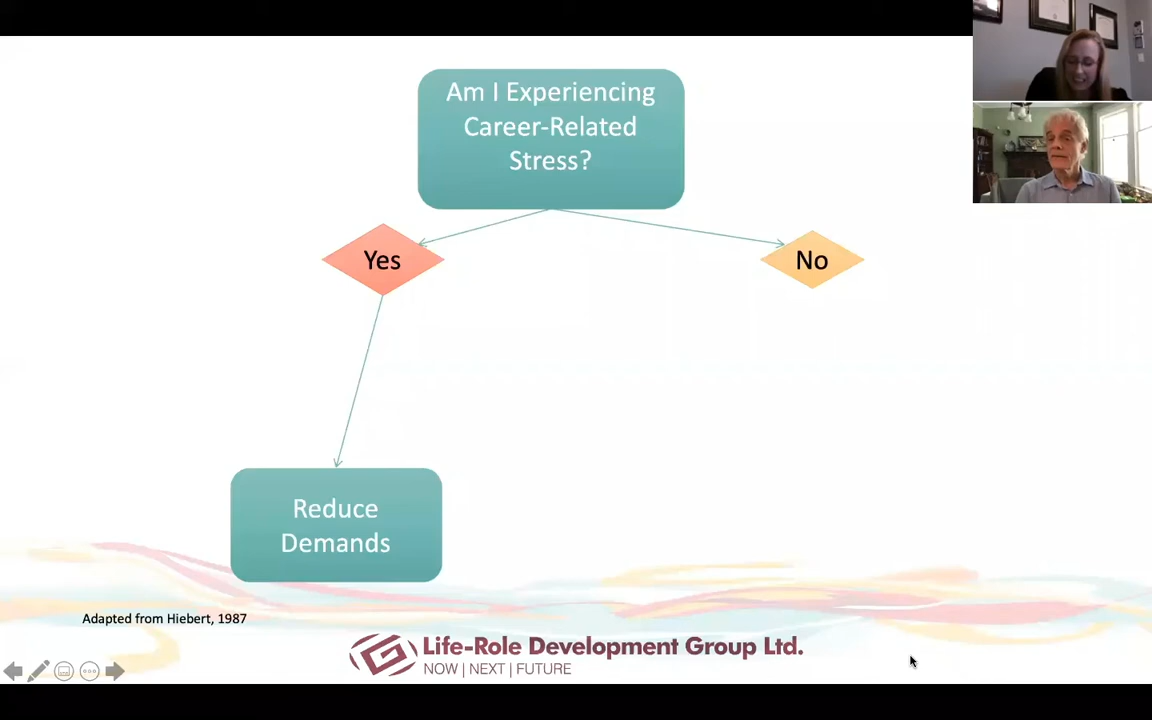 Am I Experiencing
Career-Related
Stress?
Yes
No
Reduce
Demands
Adapted from Hiebert, 1987
Life-Role Development Group Ltd.
NOW | NEXT | FUTURE